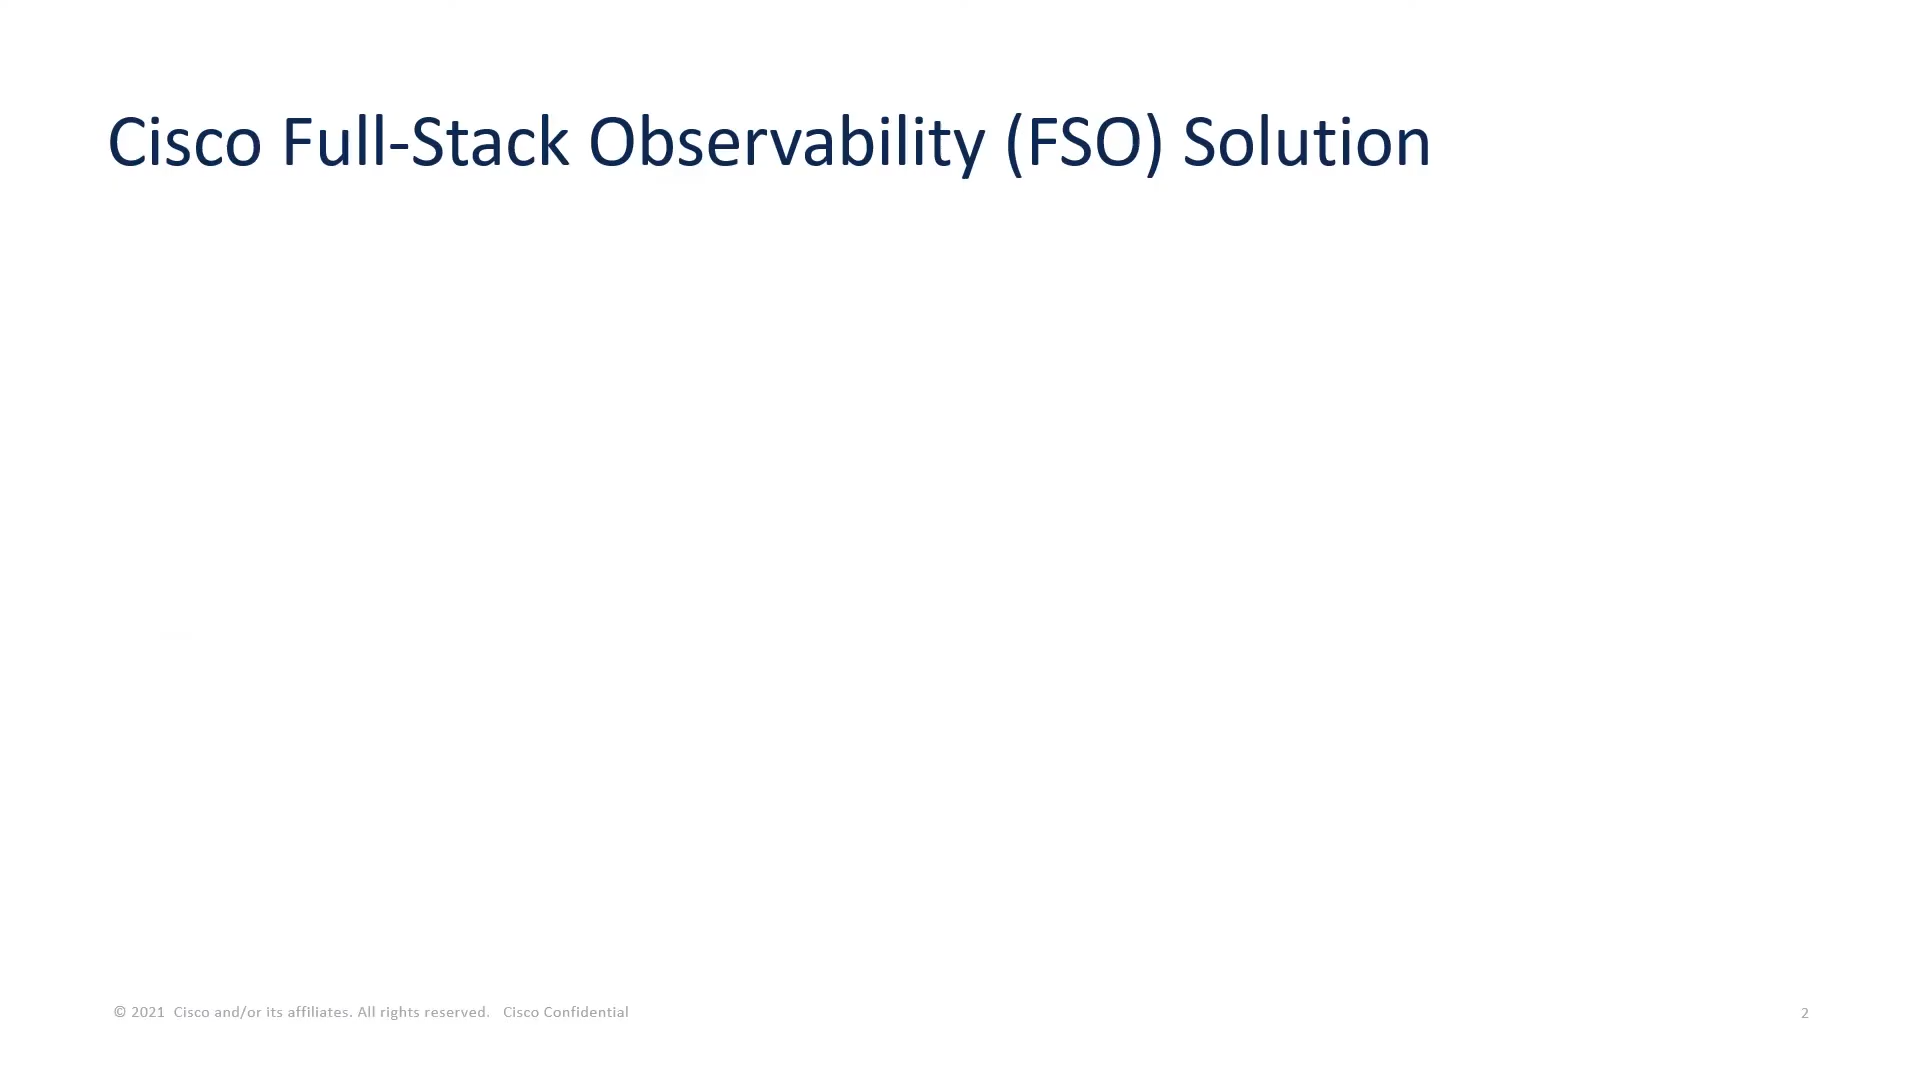 Cisco Full-Stack Observability (FSO) Solution
© 2021 Cisco and/or its affiliates. All rights reserved. Cisco Confidential
2